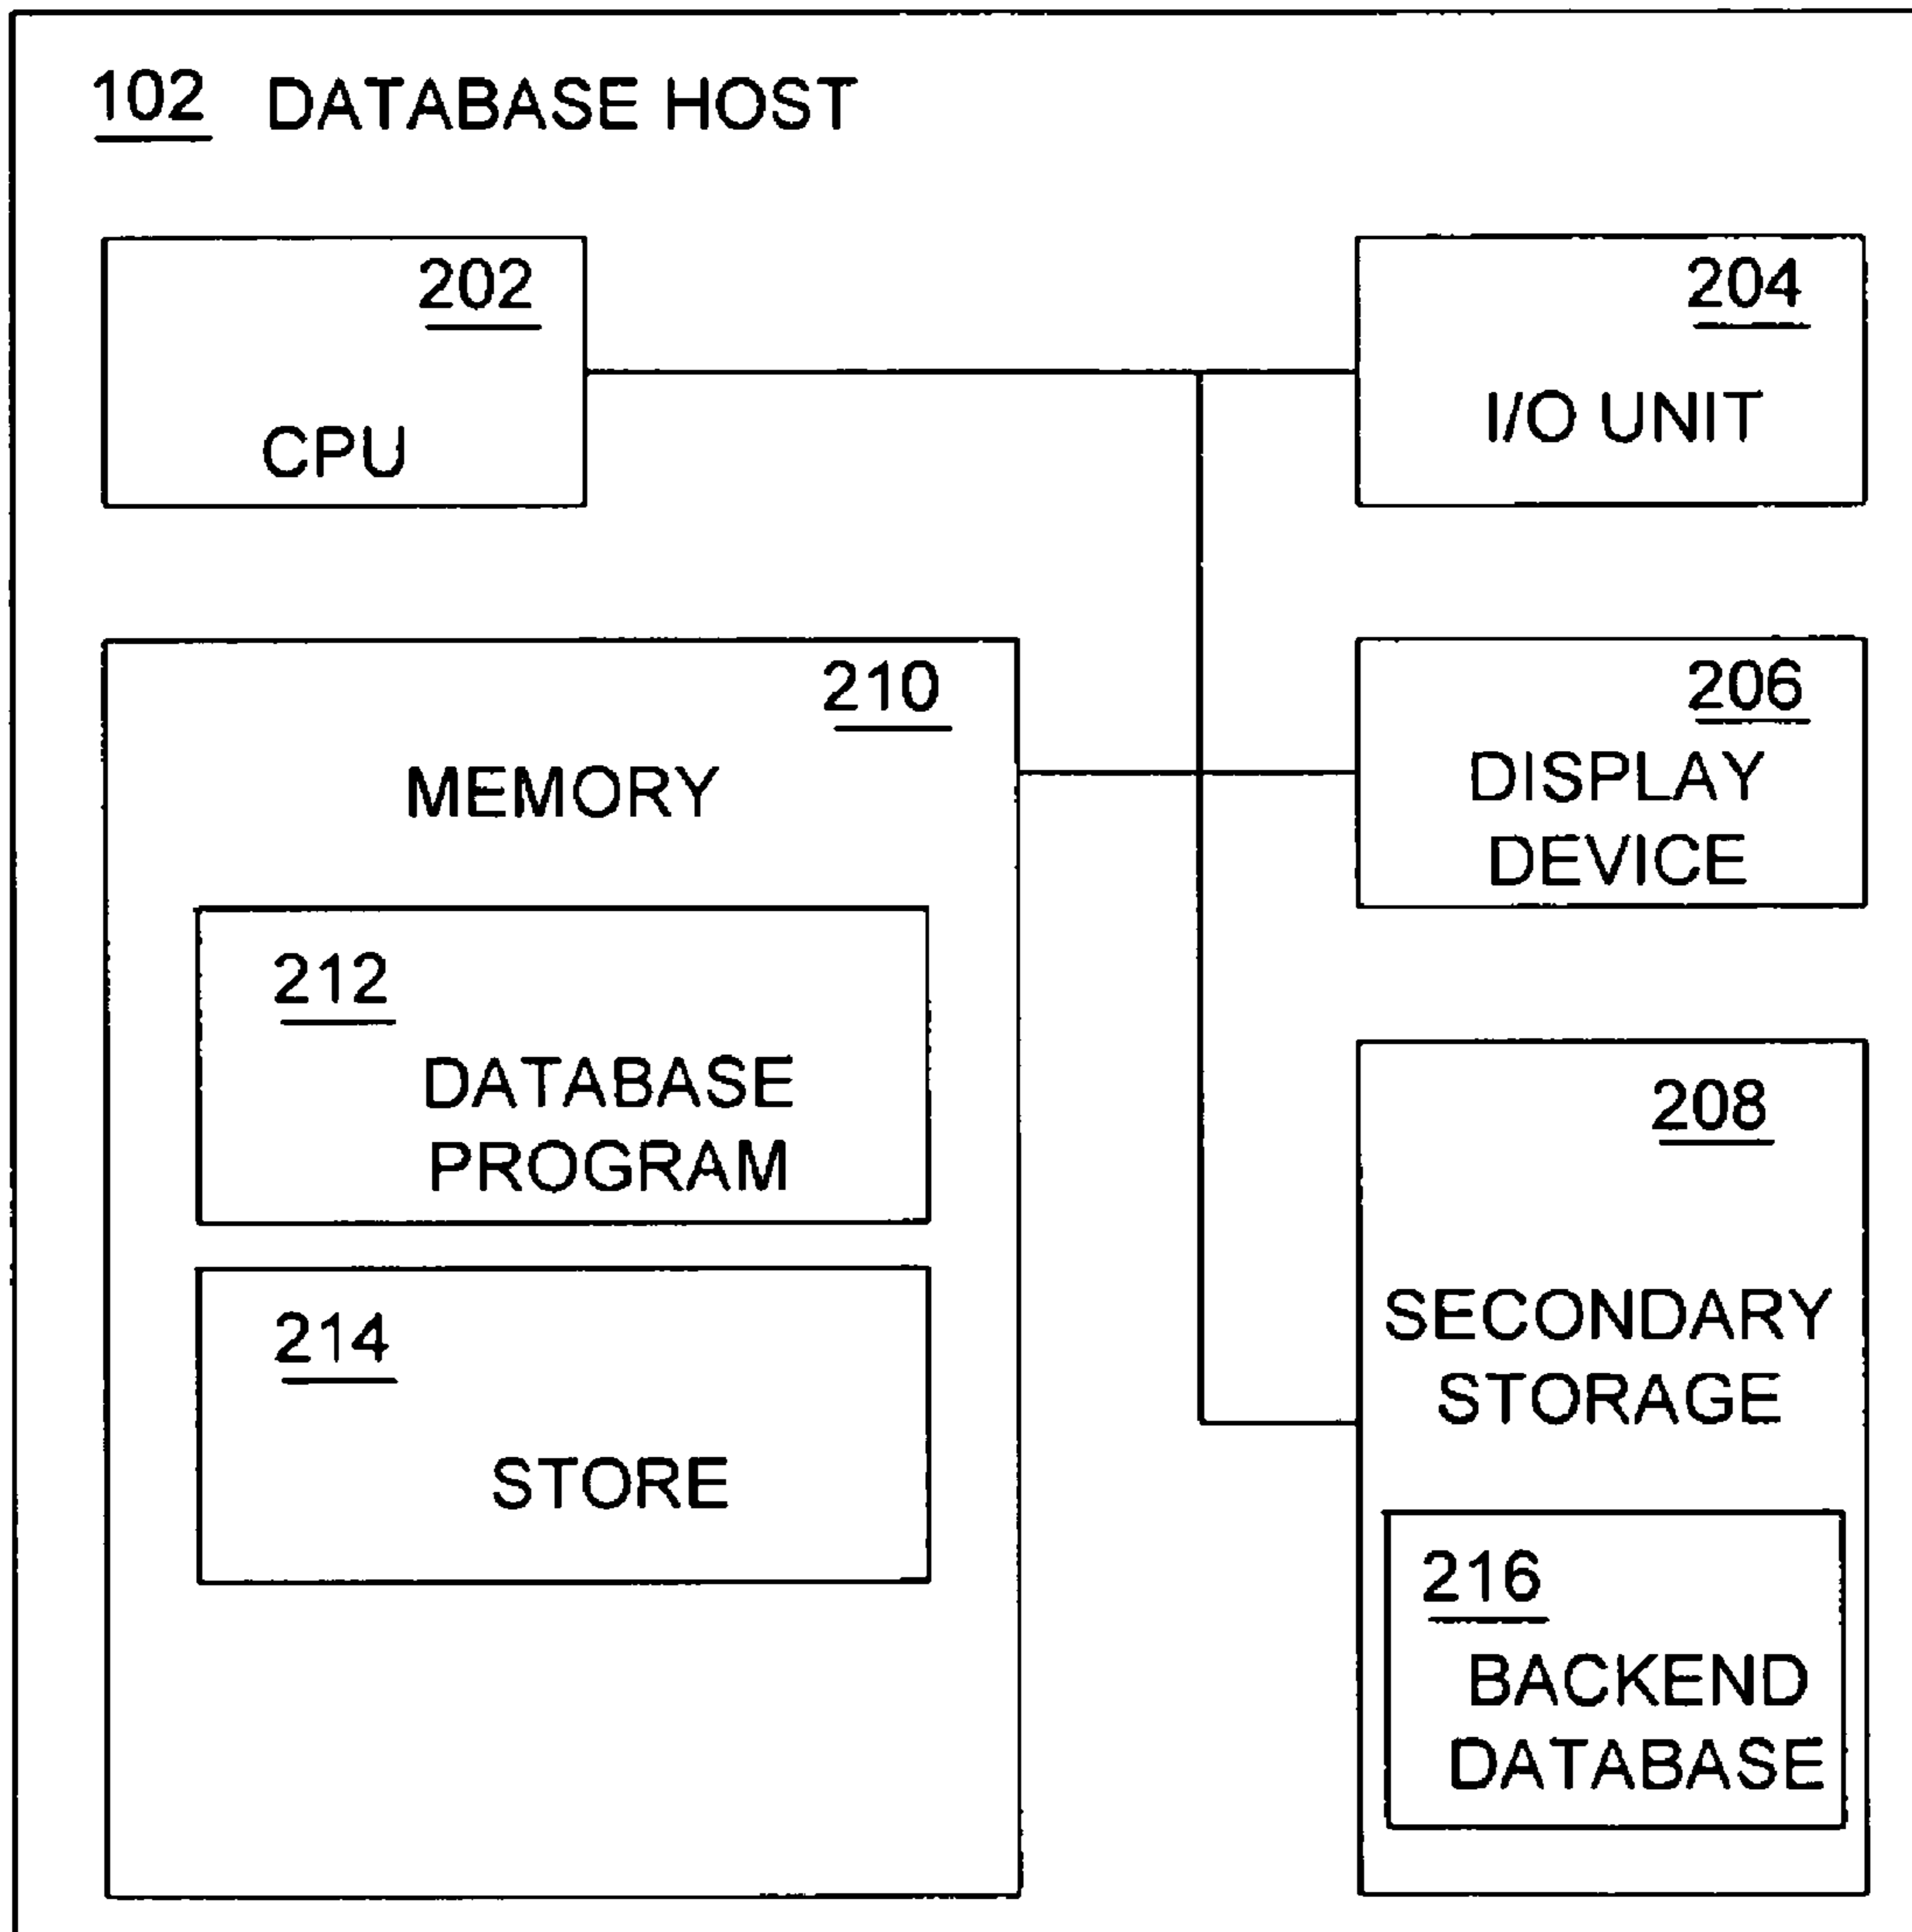 102 DATABASE HOST
202
CPU
204
I/O UNIT
210
MEMORY
212
DATABASE
PROGRAM
214
STORE
206
DISPLAY
DEVICE
208
SECONDARY
STORAGE
216
BACKEND
DATABASE